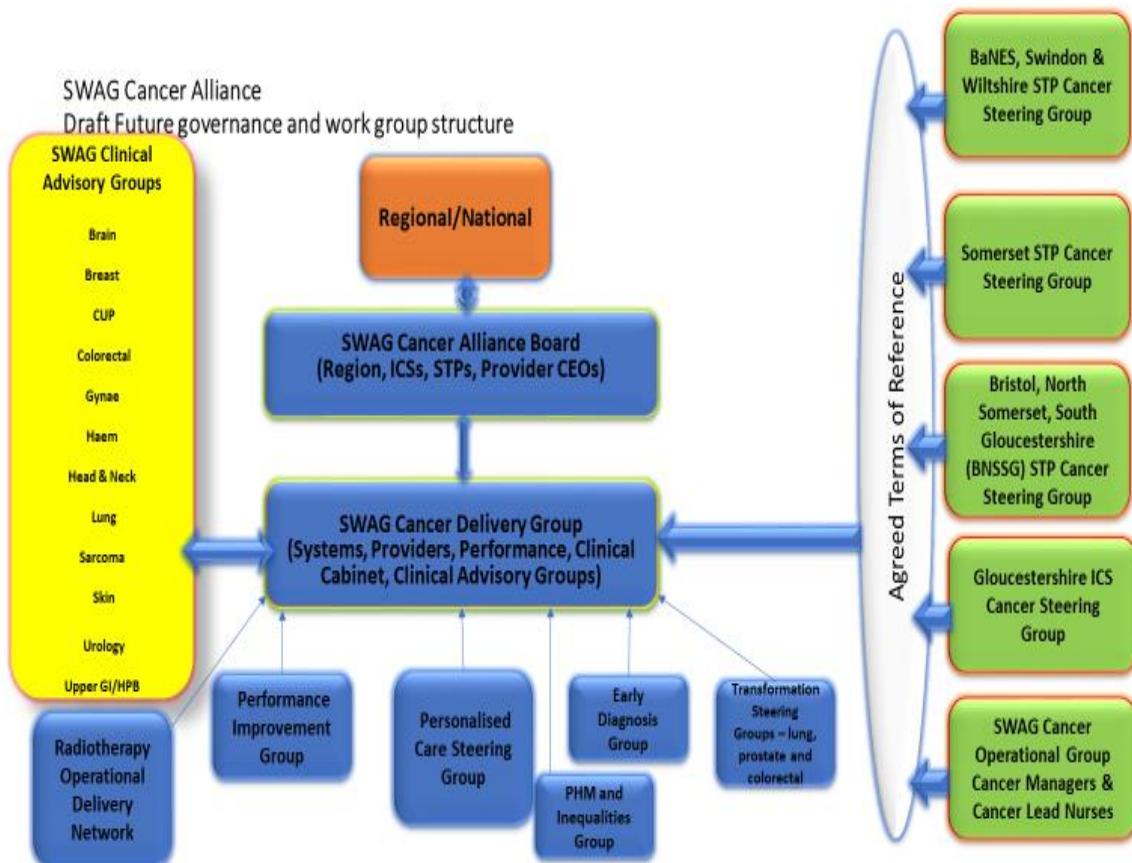 SWAG Cancer Alliance
Draft Future governance and work group structure
SWAG Clinical
Advisory Groups
Brain
Breast
CUP
Colorectal
Gynae
Haem
Head & Neck
Lung
Sarcoma
Skin
Urology
Upper GI/HPB
Regional/National
SWAG Cancer Alliance Board
(Region, ICSs, STPs, Provider CEOs)
SWAG Cancer Delivery Group
(Systems, Providers, Performance, Clinical
Cabinet, Clinical Advisory Groups)
Radiotherapy
Operational
Delivery
Network
Performance
Improvement
Group
Personalised
Care Steering
Group
PHM and
Inequalities
Group
Early
Diagnosis
Group
Transformation
Steering
Groups – lung,
prostate and
colorectal
Agreed Terms of Reference
BaNES, Swindon &
Wiltshire STP Cancer
Steering Group
Somerset STP Cancer
Steering Group
Bristol, North
Somerset, South
Gloucestershire
(BNSSG) STP Cancer
Steering Group
Gloucestershire ICS
Cancer Steering
Group
SWAG Cancer
Operational Group
Cancer Managers &
Cancer Lead Nurses